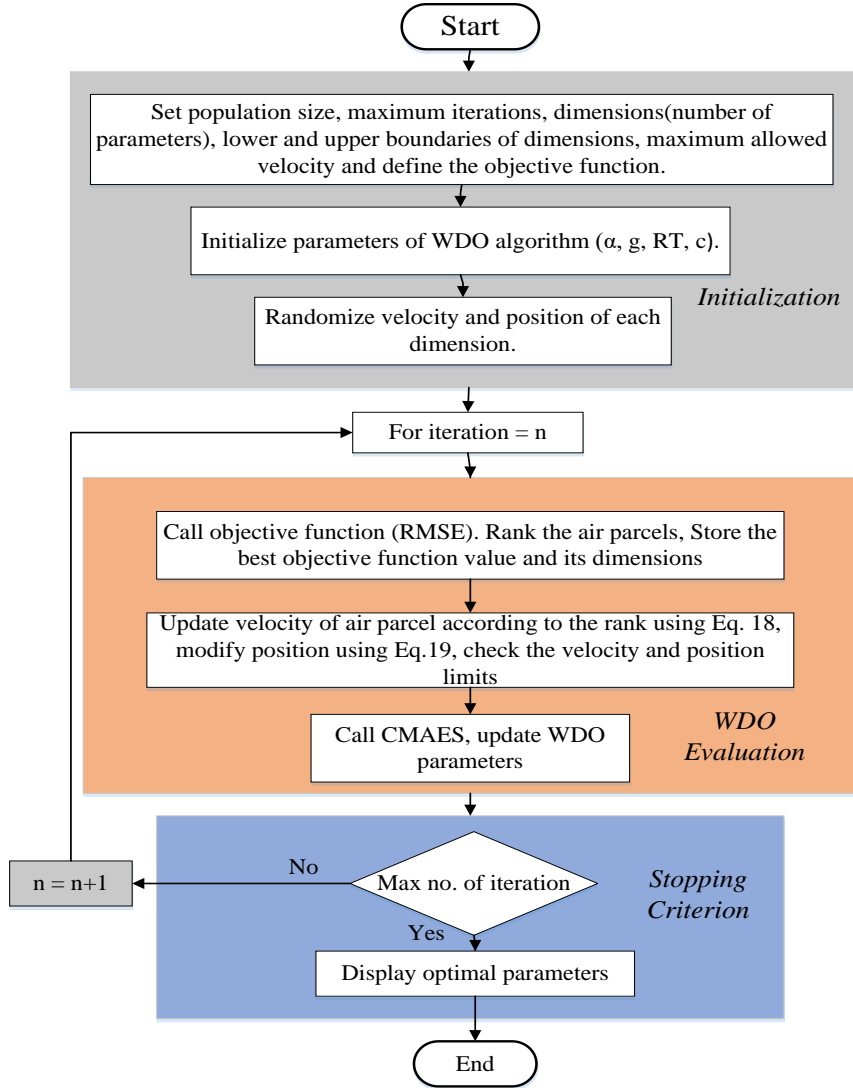 Start
Set population size, maximum iterations, dimensions(number of
parameters), lower and upper boundaries of dimensions, maximum allowed
velocity and define the objective function.
Initialize parameters of WDO algorithm (α, g, RT, c).
Initialization
Randomize velocity and position of each
dimension.
For iteration = n
Call objective function (RMSE). Rank the air parcels, Store the
best objective function value and its dimensions
Update velocity of air parcel according to the rank using Eq. 18,
modify position using Eq.19, check the velocity and position
limits
Call CMAES, update WDO
parameters
WDO
Evaluation
Max no. of iteration
No
n = n+1
Stopping
Criterion
Yes
Display optimal parameters
End